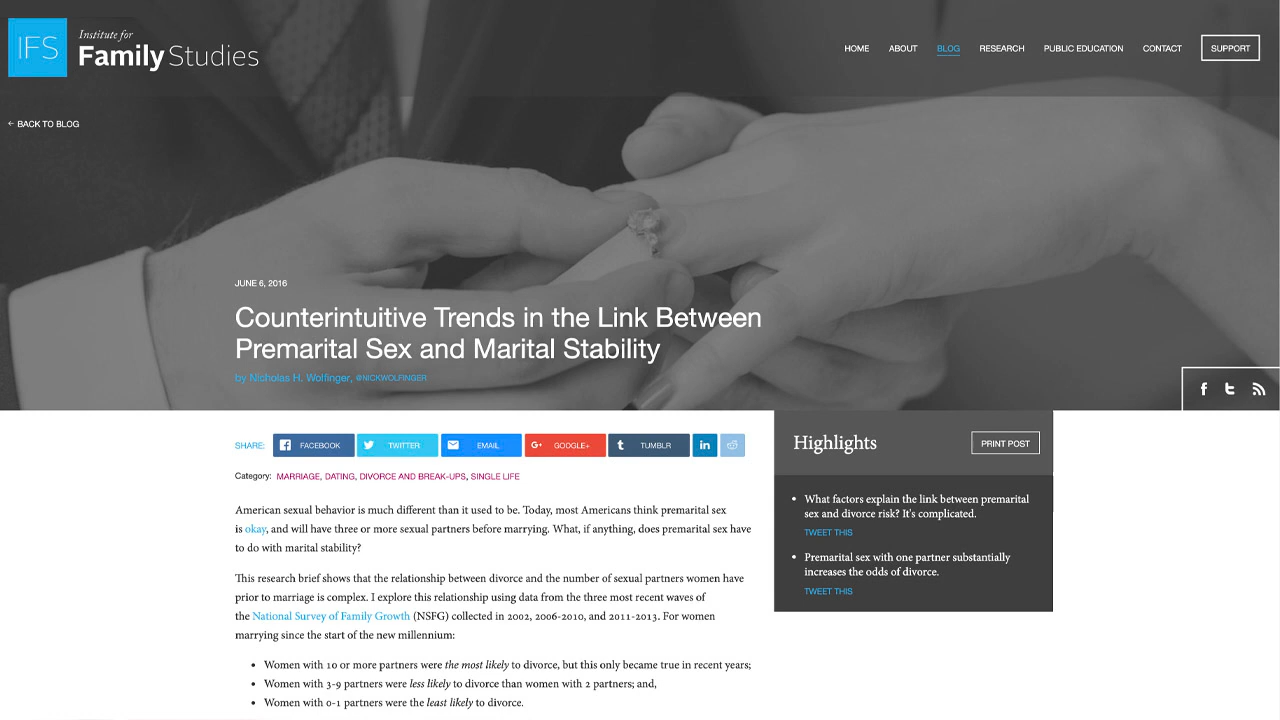 IFS
Institute for
Family Studies
HOME ABOUT BLOG RESEARCH PUBLIC EDUCATION CONTACT SUPPORT
← BACK TO BLOG
JUNE 6, 2016
Counterintuitive Trends in the Link Between
Premarital Sex and Marital Stability
by Nicholas H. Wolfinger, @NICKWOLFINGER
SHARE: FACEBOOK TWITTER EMAIL GOOGLE+ TUMBLR
Category: MARRIAGE, DATING, DIVORCE AND BREAK-UPS, SINGLE LIFE
American sexual behavior is much different than it used to be. Today, most Americans think premarital sex
is okay, and will have three or more sexual partners before marrying. What, if anything, does premarital sex have
to do with marital stability?
This research brief shows that the relationship between divorce and the number of sexual partners women have
prior to marriage is complex. I explore this relationship using data from the three most recent waves of
the National Survey of Family Growth (NSFG) collected in 2002, 2006-2010, and 2011-2013. For women
marrying since the start of the new millennium:
• Women with 10 or more partners were the most likely to divorce, but this only became true in recent years;
• Women with 3-9 partners were less likely to divorce than women with 2 partners; and,
• Women with 0-1 partners were the least likely to divorce.
Highlights
PRINT POST
• What factors explain the link between premarital
sex and divorce risk? It's complicated.
TWEET THIS
• Premarital sex with one partner substantially
increases the odds of divorce.
TWEET THIS